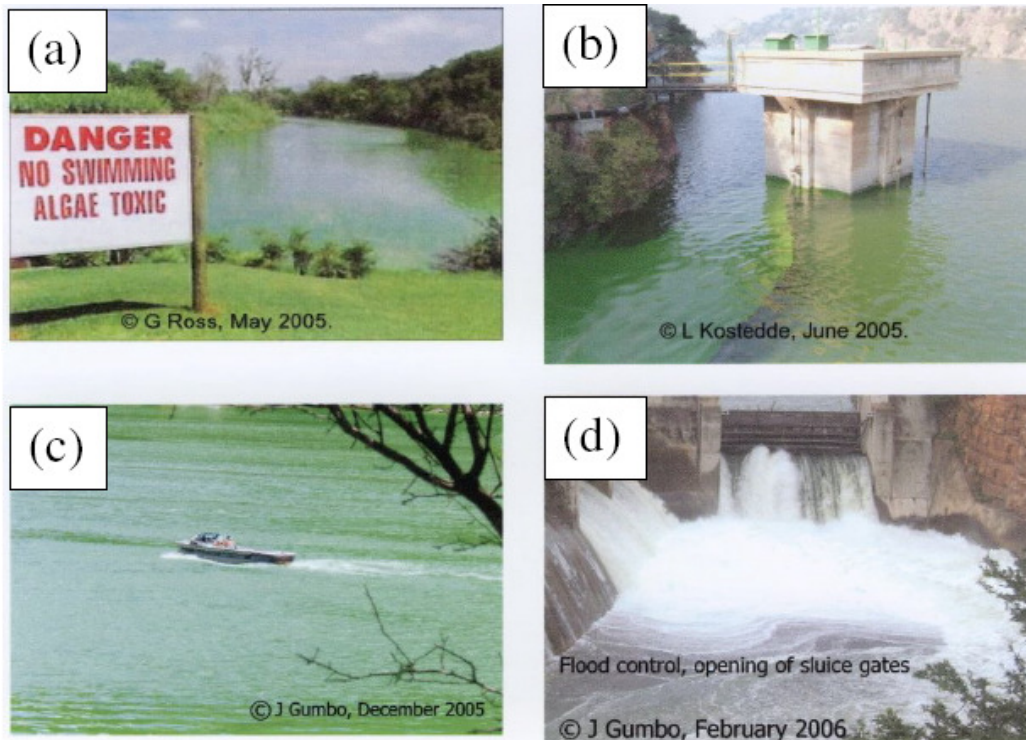 (a)
DANGER
NO SWIMMING
ALGAE TOXIC
© G Ross, May 2005.
(b)
© L Kostedde, June 2005.
(c)
© J Gumbo, December 2005
(d)
Flood control, opening of sluice gates
© J Gumbo, February 2006